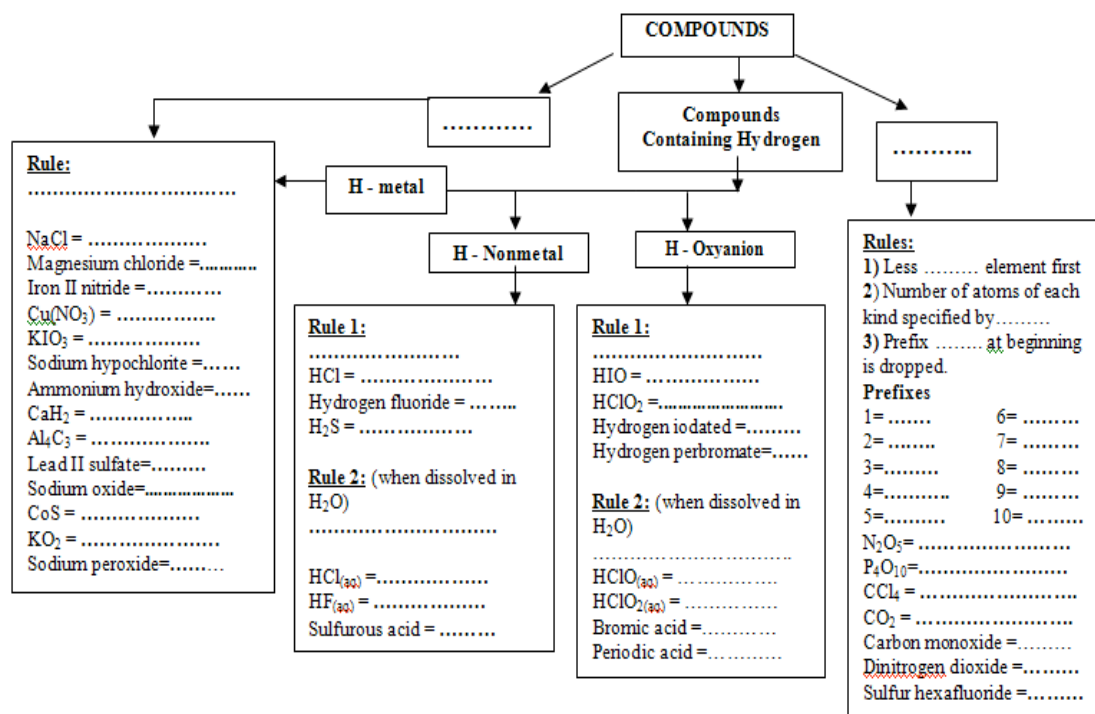 COMPOUNDS
…………
Compounds
Containing Hydrogen
………..
H - metal
H - Nonmetal
H - Oxyanion
Rule:
……………………………
NaCl = …………………
Magnesium chloride =...........
Iron II nitride =…………
Cu(NO₃) = …………….
KIO₃ = ………………
Sodium hypochlorite =……
Ammonium hydroxide=……
CaH₂ = ……………..
Al₄C₃ = ……………….
Lead II sulfate=………
Sodium oxide=..................
CoS = ………………
KO₂ = ………………….
Sodium peroxide=………
Rule 1:
……………………
HCl = …………………
Hydrogen fluoride = ……..
H₂S = ………………
Rule 2: (when dissolved in
H₂O)
…………………………
HCl(aq.) =………………
HF(aq.) = ………………
Sulfurous acid = ………
Rule 1:
………………………
HIO = ………………
HClO₂=.........................
Hydrogen iodated =………
Hydrogen perbromate=……
Rule 2: (when dissolved in
H₂O)
…………………………..
HClO(aq.) = …………….
HClO₂(aq.) = ……………
Bromic acid =…………
Periodic acid =…………
Rules:
1) Less ……… element first
2) Number of atoms of each
kind specified by………
3) Prefix …….. at beginning
is dropped.
Prefixes
1= ……. 6= ………
2= …….. 7= ………
3=……… 8= ………
4=……….. 9= ………
5=………. 10= ………
N₂O₅= ……………………
P₄O₁₀=………………….
CCl₄ = …………………….
CO₂ = …………………….
Carbon monoxide =………
Dinitrogen dioxide =………
Sulfur hexafluoride =………